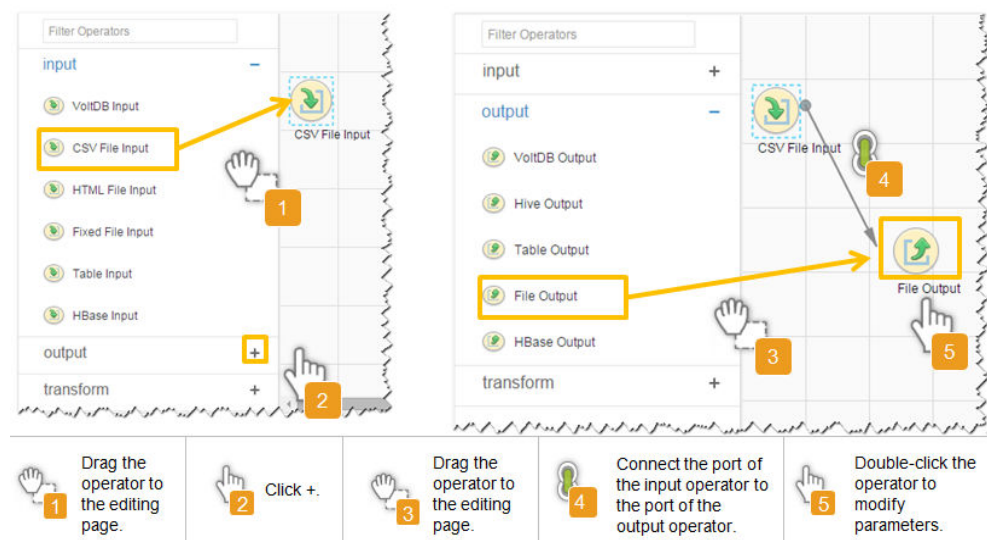 Filter Operators
input −
VoltDB Input
CSV File Input
HTML File Input
Fixed File Input
Table Input
HBase Input
output +
transform +
CSV File Input
1
2
Filter Operators
input +
output −
VoltDB Output
Hive Output
Table Output
File Output
HBase Output
transform +
CSV File Input
4
File Output
3
5
1
Drag the
operator to
the editing
page.
2
Click +.
3
Drag the
operator to
the editing
page.
4
Connect the port of
the input operator to
the port of the
output operator.
5
Double-click the
operator to
modify
parameters.